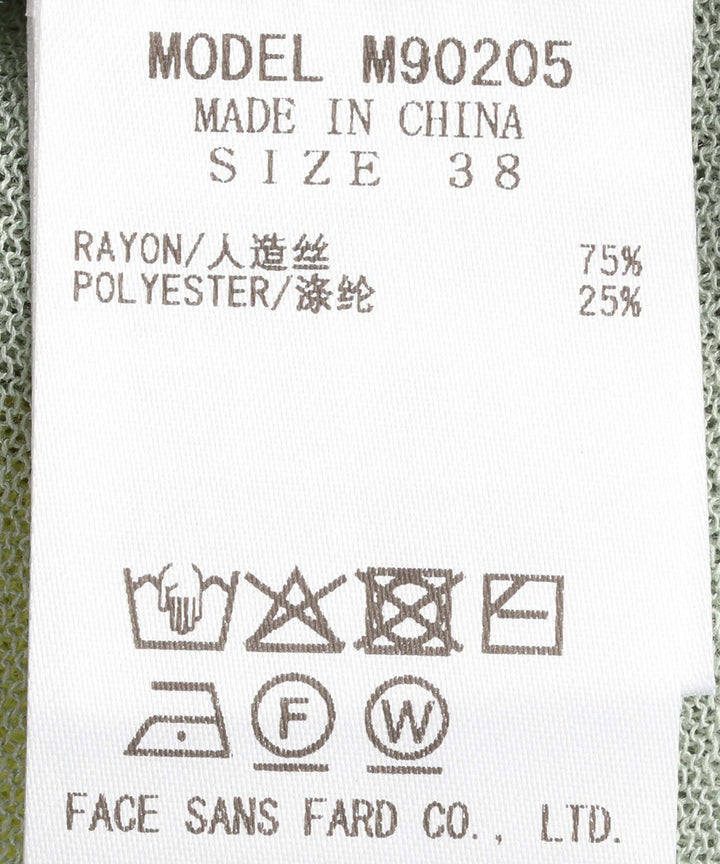 MODEL M90205
MADE IN CHINA
SIZE 38
RAYON/人造丝 75%
POLYESTER/涤纶 25%
F W
FACE SANS FARD CO., LTD.